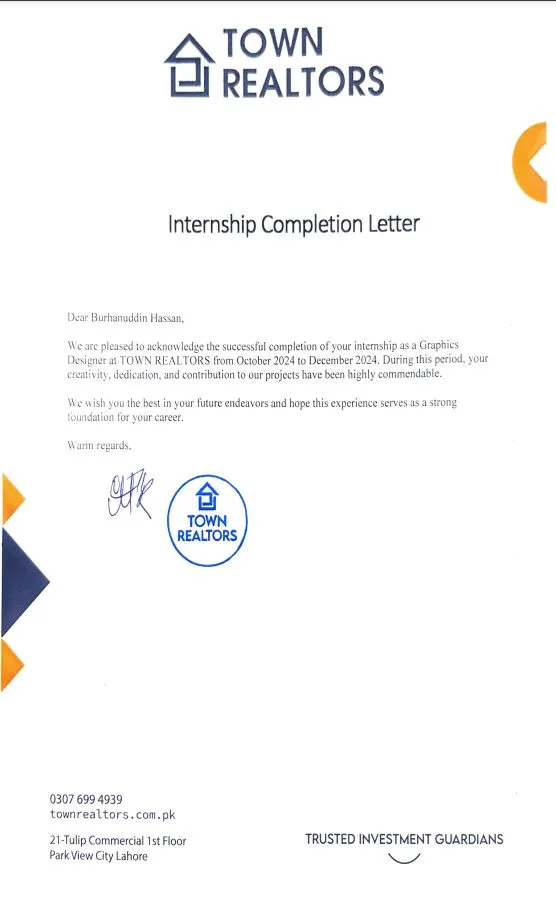 TOWN
REALTORS
Internship Completion Letter
Dear Burhanuddin Hassan,
We are pleased to acknowledge the successful completion of your internship as a Graphics
Designer at TOWN REALTORS from October 2024 to December 2024. During this period, your
creativity, dedication, and contribution to our projects have been highly commendable.
We wish you the best in your future endeavors and hope this experience serves as a strong
foundation for your career.
Warm regards,
TOWN
REALTORS
0307 699 4939
townrealtors.com.pk
21-Tulip Commercial 1st Floor
Park View City Lahore
TRUSTED INVESTMENT GUARDIANS